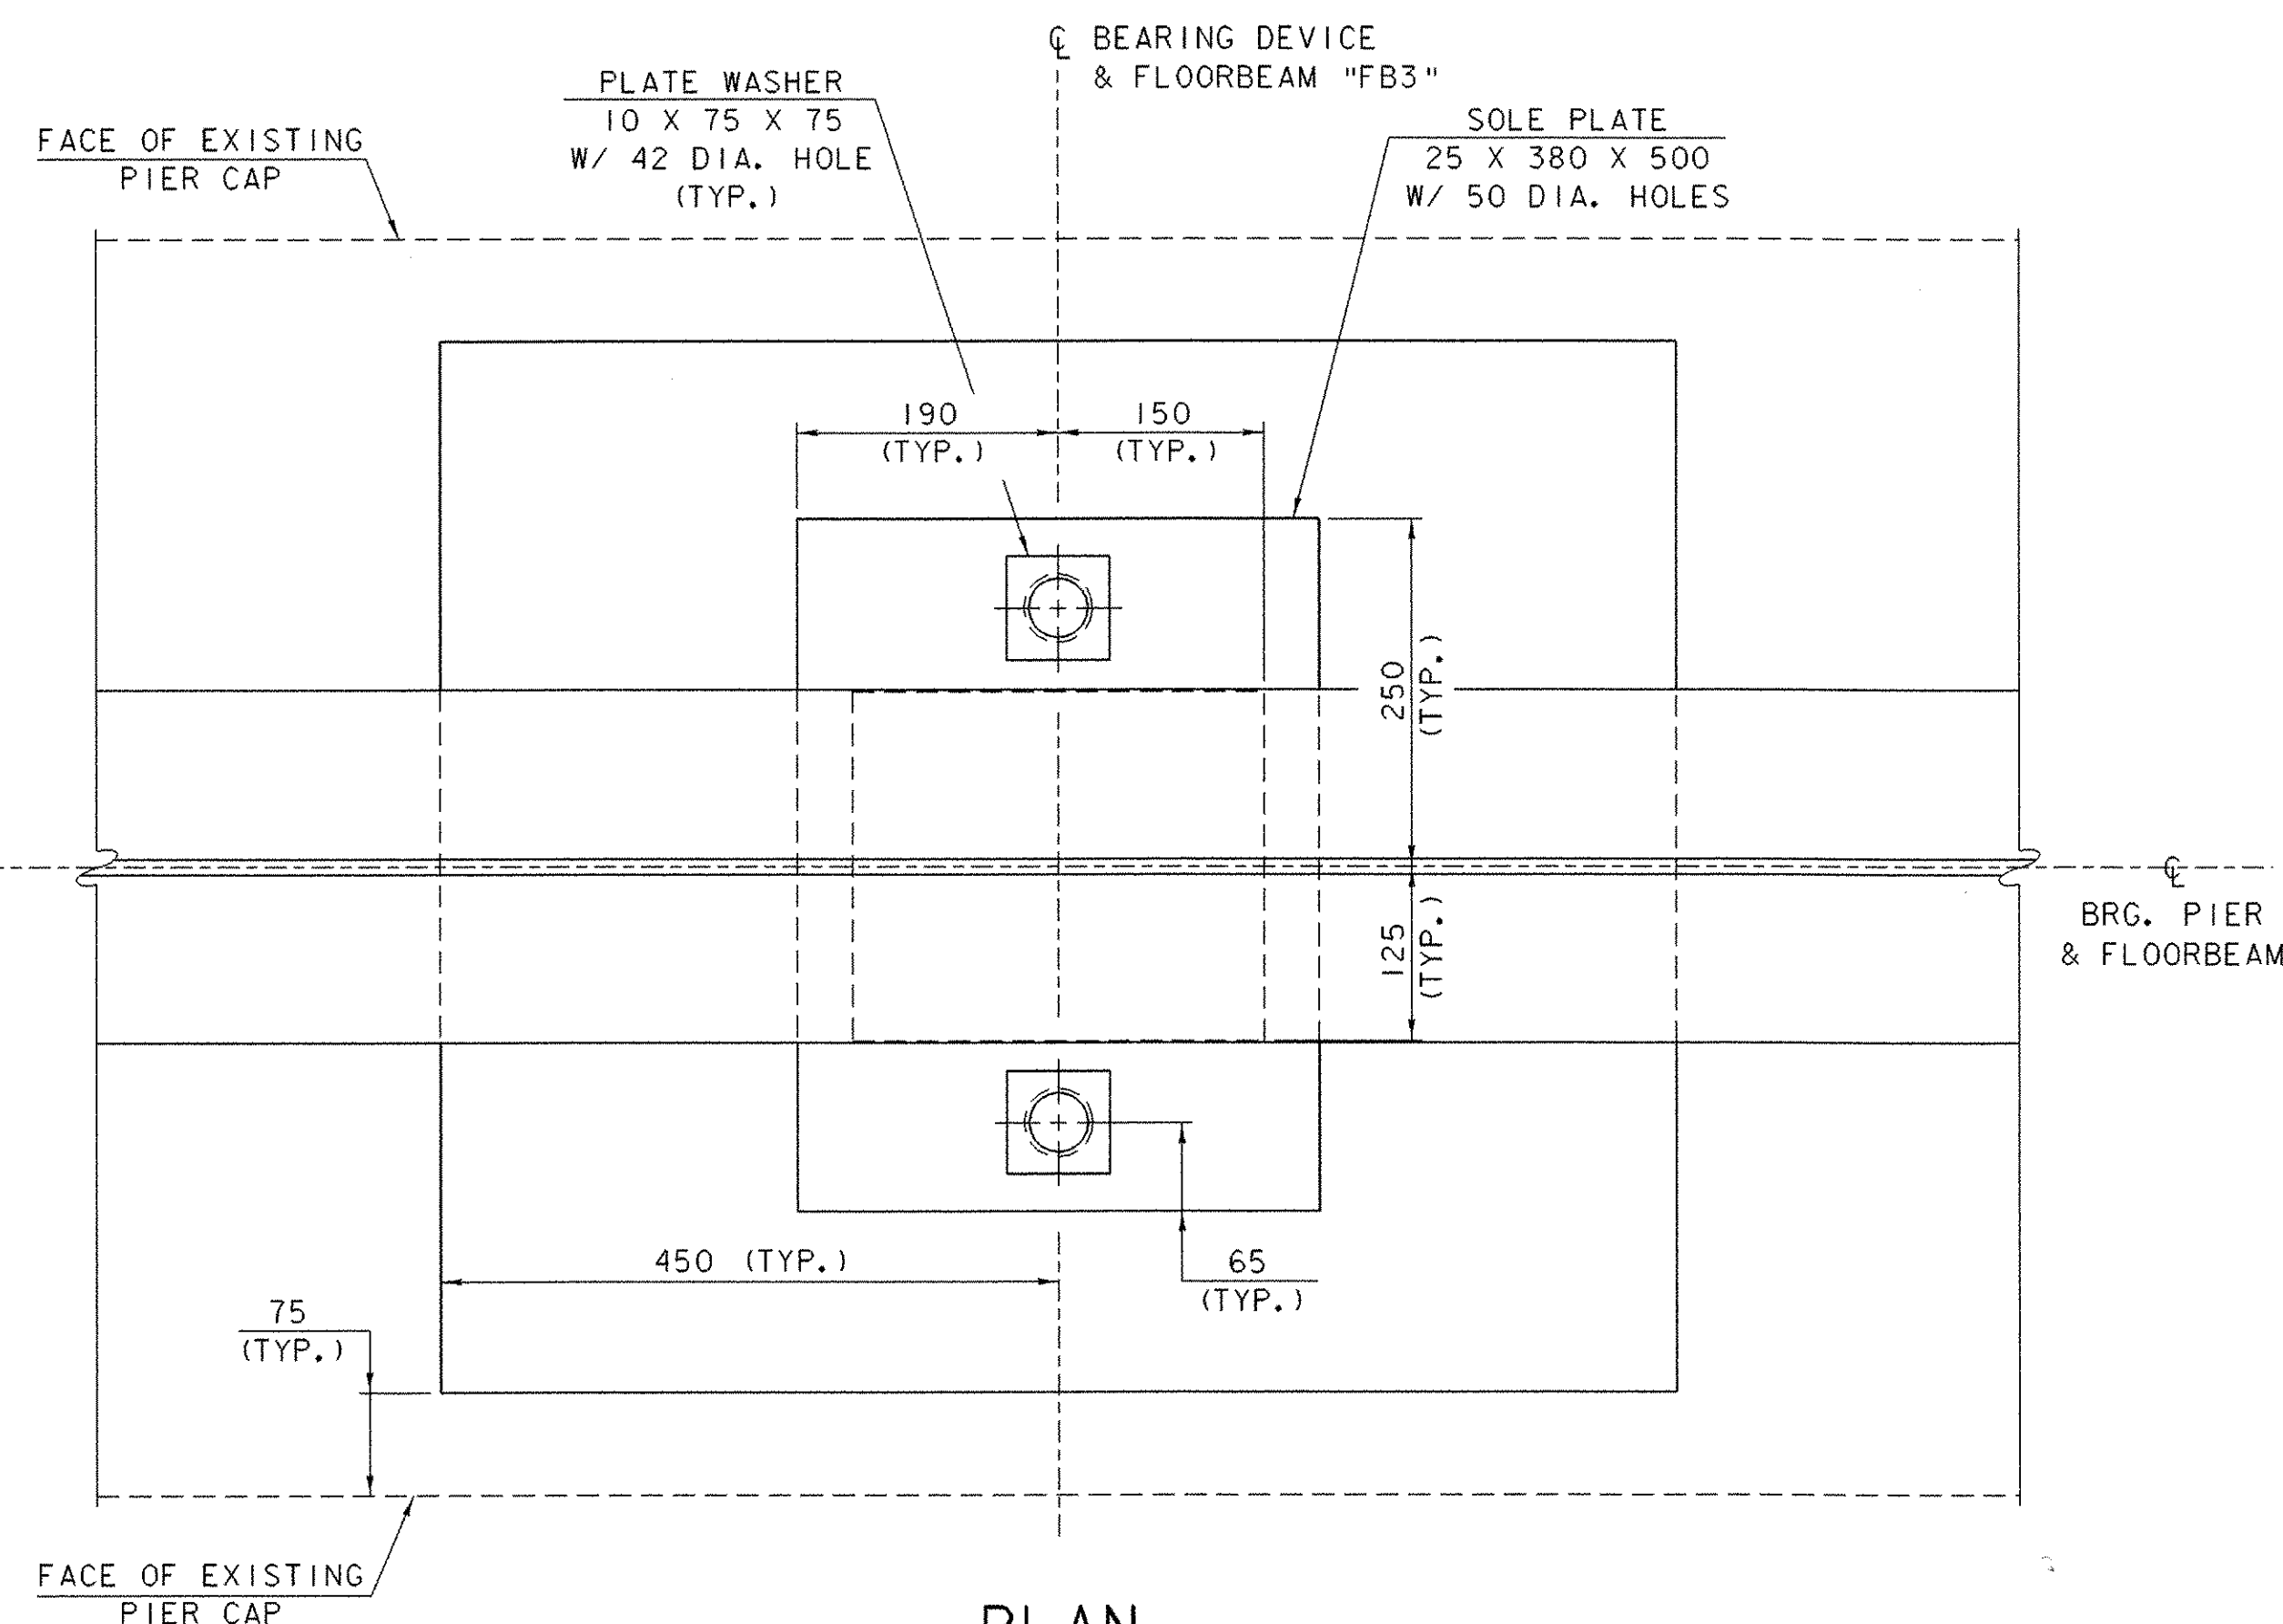 ℄ BEARING DEVICE
& FLOORBEAM "FB3"
PLATE WASHER
10 X 75 X 75
W/ 42 DIA. HOLE
(TYP.)
SOLE PLATE
25 X 380 X 500
W/ 50 DIA. HOLES
FACE OF EXISTING
PIER CAP
190
(TYP.)
150
(TYP.)
250
(TYP.)
125
(TYP.)
℄
BRG. PIER
& FLOORBEAM
450 (TYP.)
65
(TYP.)
75
(TYP.)
FACE OF EXISTING
PIER CAP
PLAN